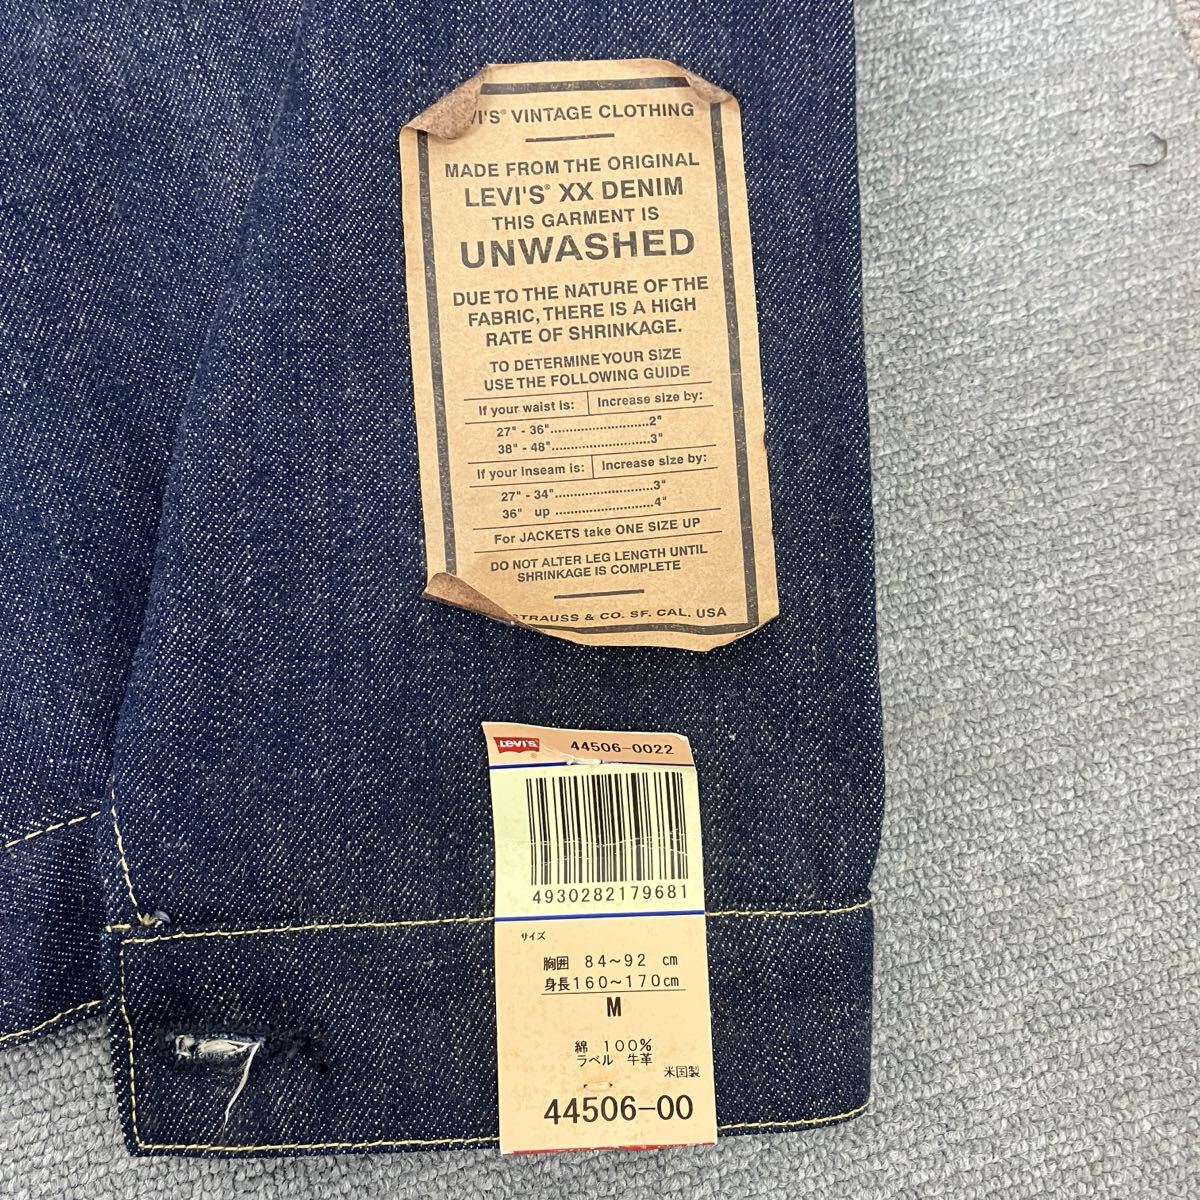 VI'S® VINTAGE CLOTHING
MADE FROM THE ORIGINAL
LEVI'S® XX DENIM
THIS GARMENT IS
UNWASHED
DUE TO THE NATURE OF THE
FABRIC, THERE IS A HIGH
RATE OF SHRINKAGE.
TO DETERMINE YOUR SIZE
USE THE FOLLOWING GUIDE
If your waist is: Increase size by:
27" - 36"..........................2"
38" - 48"..........................3"
If your Inseam is: Increase size by:
27" - 34"..........................3"
36" up ..........................4"
For JACKETS take ONE SIZE UP
DO NOT ALTER LEG LENGTH UNTIL
SHRINKAGE IS COMPLETE
STRAUSS & CO. SF. CAL. USA
Levi's® 44506-0022
4930282179681
サイズ
胸囲 84～92 cm
身長160～170cm
M
綿 100%
ラベル 牛革
米国製
44506-00